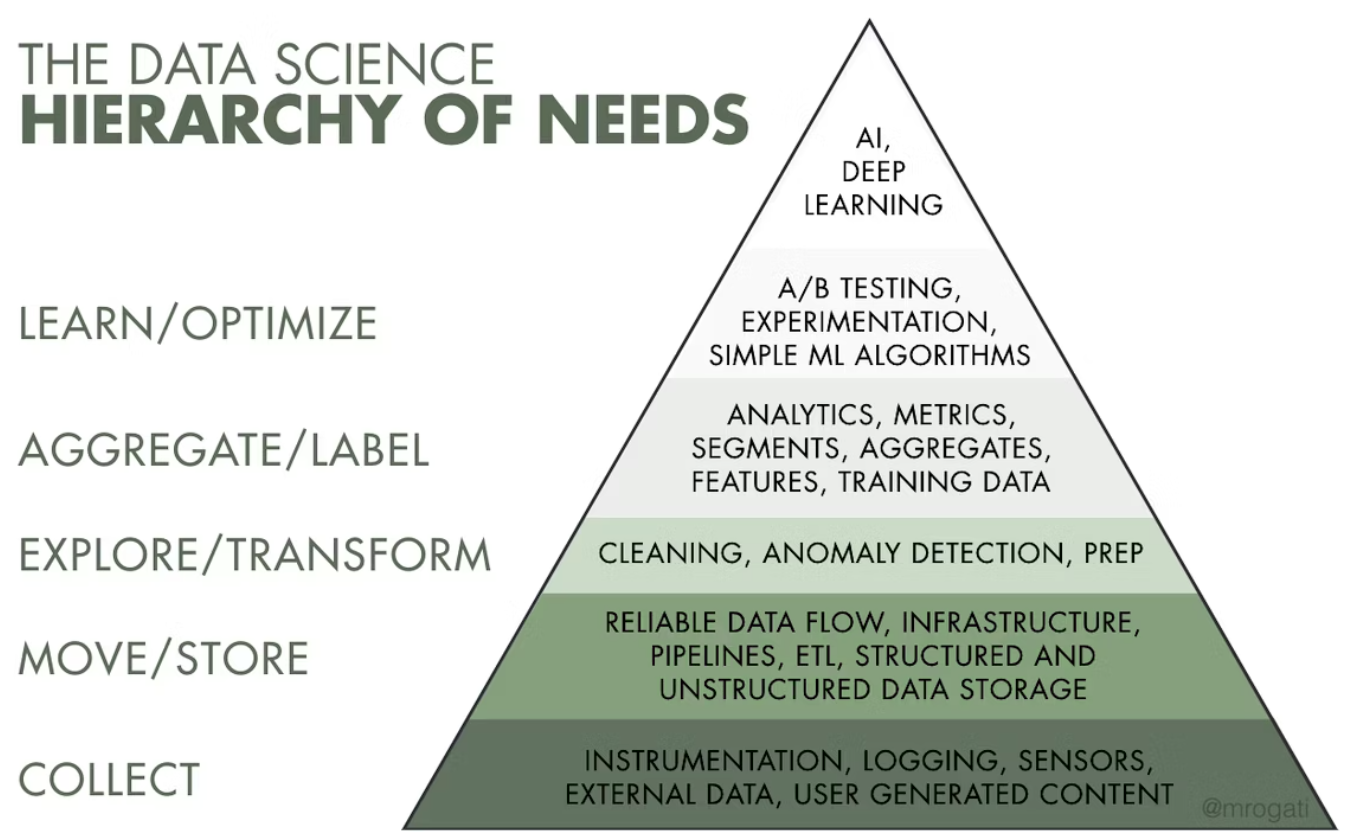 THE DATA SCIENCE
HIERARCHY OF NEEDS
AI,
DEEP
LEARNING
LEARN/OPTIMIZE
A/B TESTING,
EXPERIMENTATION,
SIMPLE ML ALGORITHMS
AGGREGATE/LABEL
ANALYTICS, METRICS,
SEGMENTS, AGGREGATES,
FEATURES, TRAINING DATA
EXPLORE/TRANSFORM
CLEANING, ANOMALY DETECTION, PREP
MOVE/STORE
RELIABLE DATA FLOW, INFRASTRUCTURE,
PIPELINES, ETL, STRUCTURED AND
UNSTRUCTURED DATA STORAGE
COLLECT
INSTRUMENTATION, LOGGING, SENSORS,
EXTERNAL DATA, USER GENERATED CONTENT
@mrogati